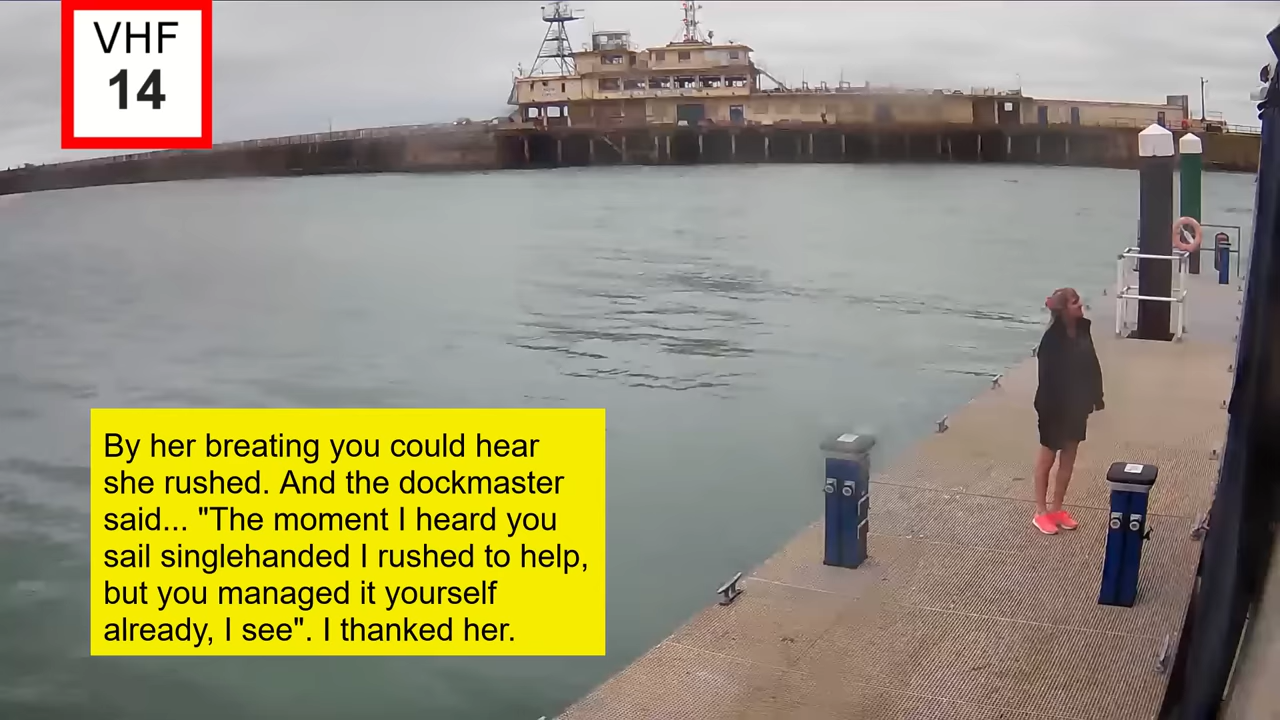 VHF
14
By her breating you could hear
she rushed. And the dockmaster
said... "The moment I heard you
sail singlehanded I rushed to help,
but you managed it yourself
already, I see". I thanked her.